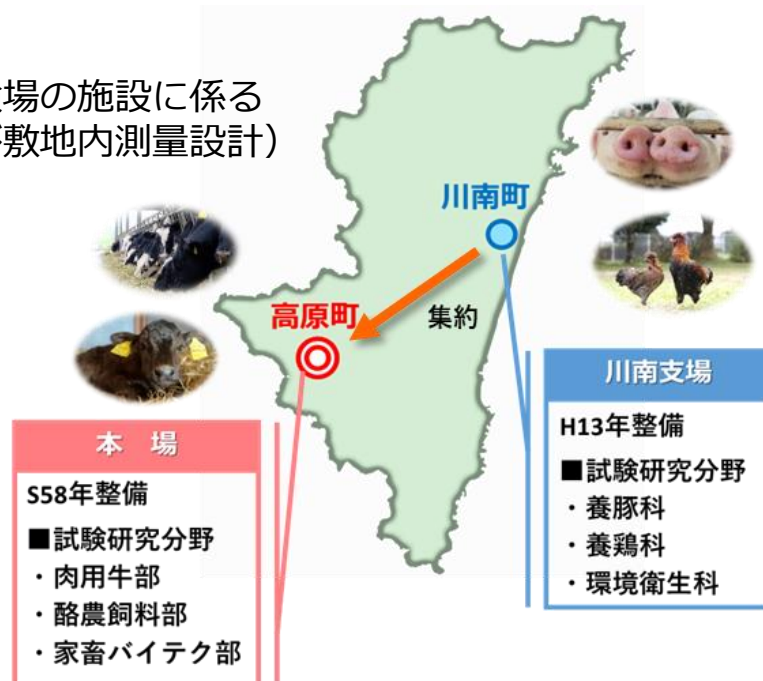 場の施設に係る
敷地内測量設計）
川南町
高原町
集約
川南支場
H13年整備
■試験研究分野
・養豚科
・養鶏科
・環境衛生科
本　場
S58年整備
■試験研究分野
・肉用牛部
・酪農飼料部
・家畜バイテク部